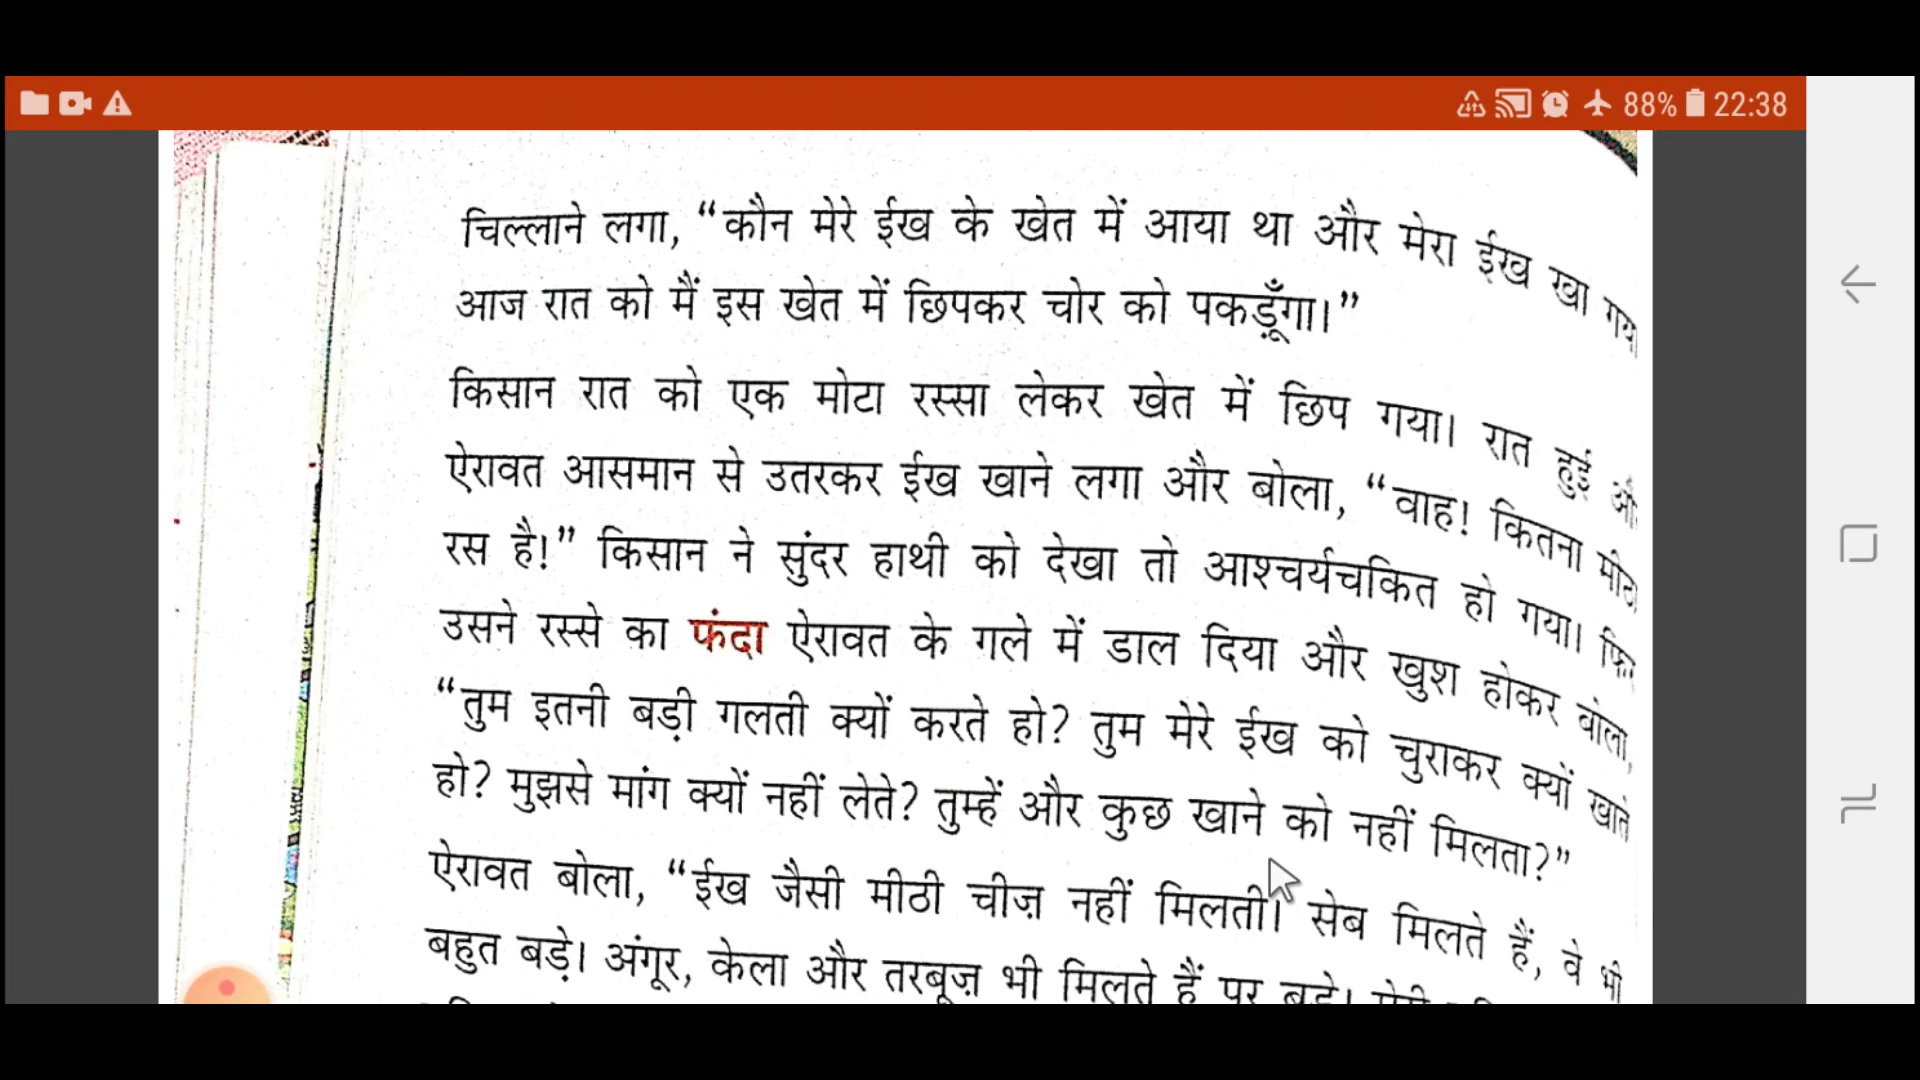 88% 22:38
चिल्लाने लगा, “कौन मेरे ईख के खेत में आया था और मेरा ईख खा
आज रात को मैं इस खेत में छिपकर चोर को पकड़ूँगा।”
किसान रात को एक मोटा रस्सा लेकर खेत में छिप गया। रात हुई
ऐरावत आसमान से उतरकर ईख खाने लगा और बोला, “वाह! कितना
रस है!” किसान ने सुंदर हाथी को देखा तो आश्चर्यचकित हो गया।
उसने रस्से का फंदा ऐरावत के गले में डाल दिया और खुश होकर बोला,
“तुम इतनी बड़ी गलती क्यों करते हो? तुम मेरे ईख को चुराकर क्यों खाते
हो? मुझसे मांग क्यों नहीं लेते? तुम्हें और कुछ खाने को नहीं मिलता?”
ऐरावत बोला, “ईख जैसी मीठी चीज़ नहीं मिलती। सेब मिलते हैं, वे भी
बहुत बड़े। अंगूर, केला और तरबूज़ भी मिलते हैं पर बड़े।